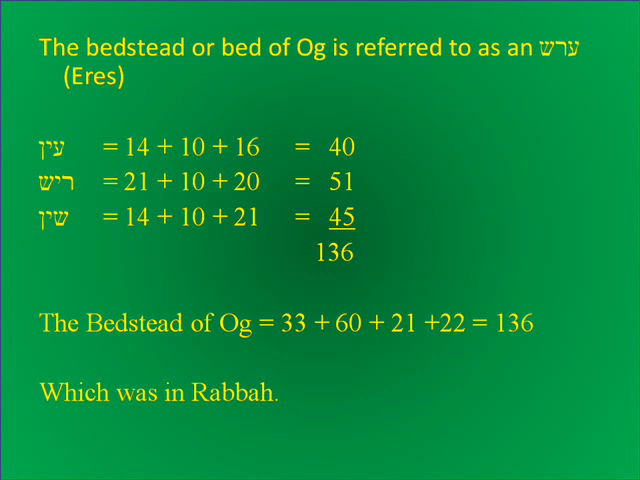 The bedstead or bed of Og is referred to as an ערש
(Eres)
עין = 14 + 10 + 16 = 40
ריש = 21 + 10 + 20 = 51
שין = 14 + 10 + 21 = 45
136
The Bedstead of Og = 33 + 60 + 21 +22 = 136
Which was in Rabbah.